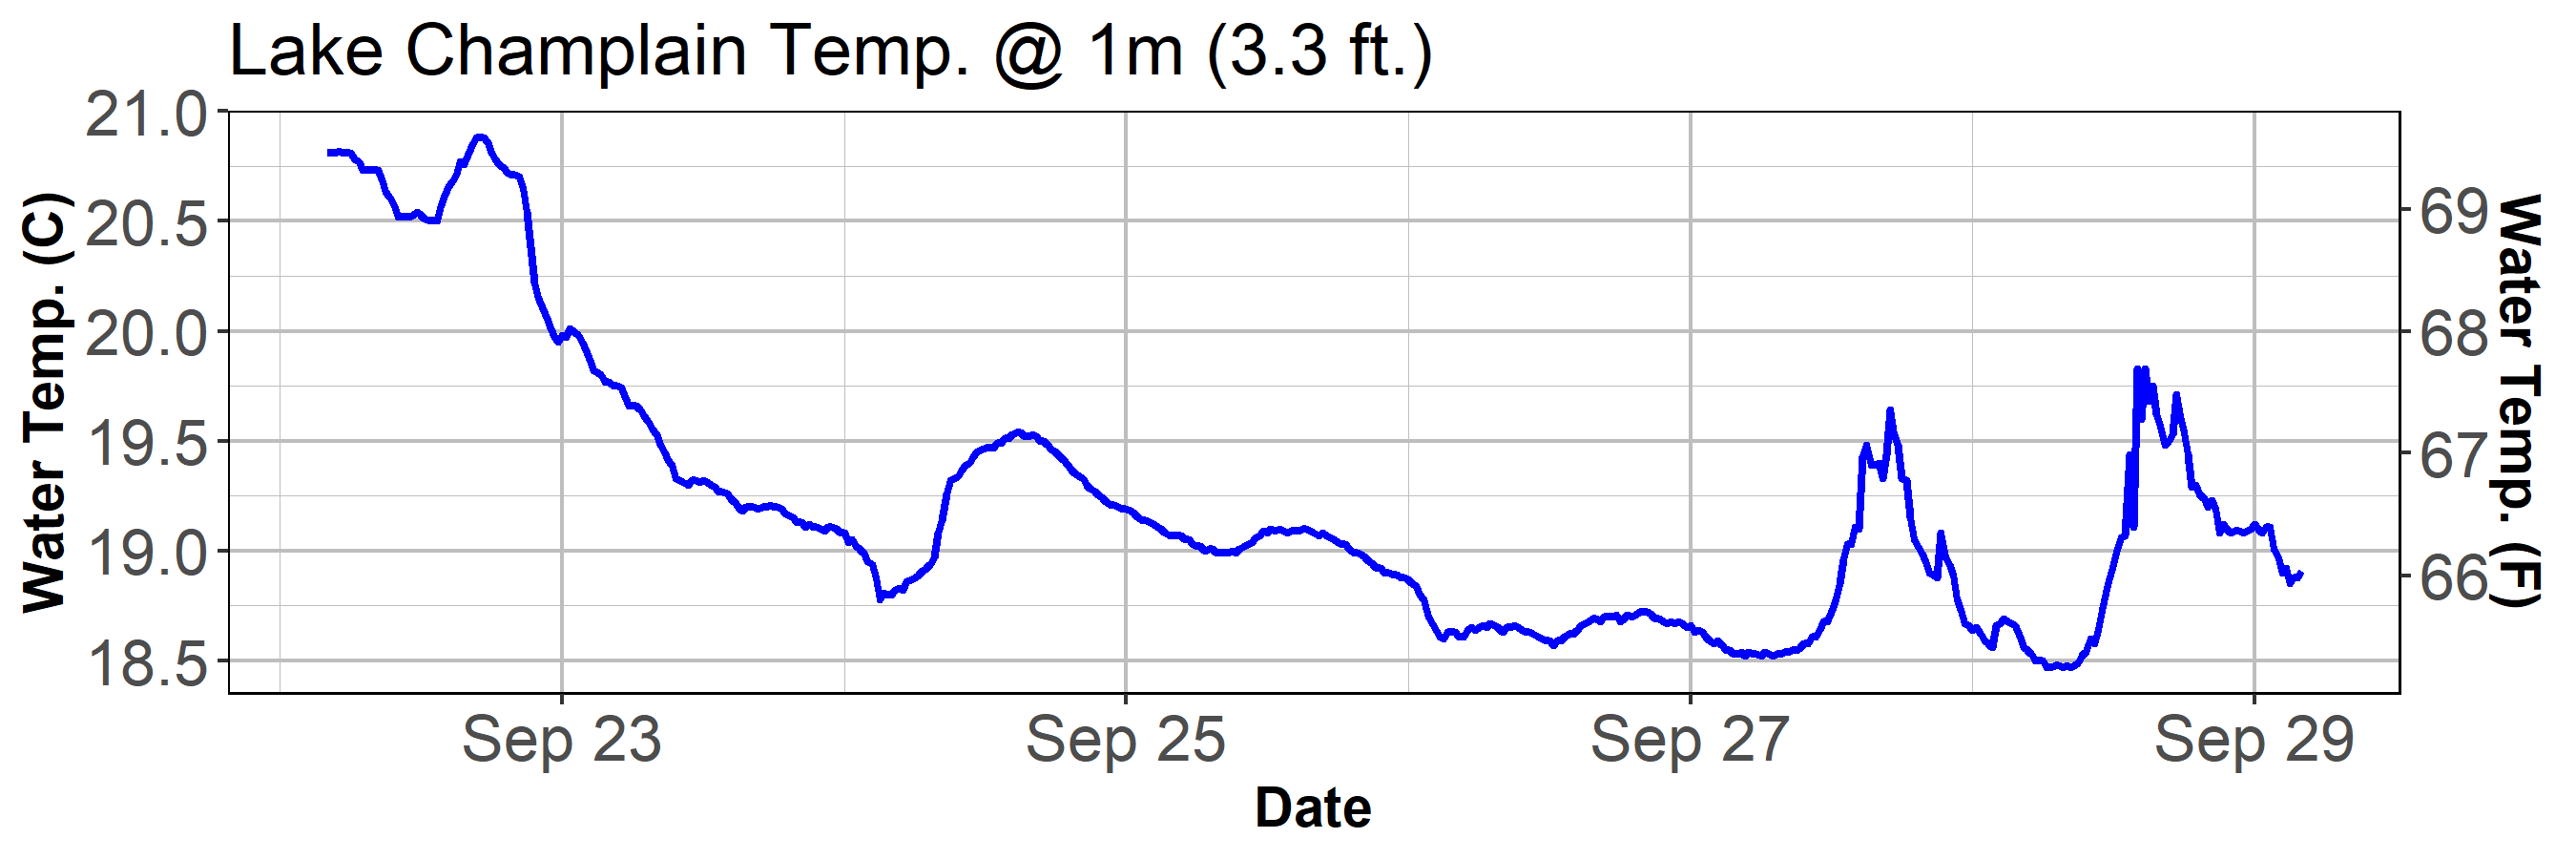 Lake Champlain Temp. @ 1m (3.3 ft.)
Water Temp. (C)
21.0
20.5
20.0
19.5
19.0
18.5
69
68
67
66
Water Temp. (F)
Sep 23
Sep 25
Sep 27
Sep 29
Date